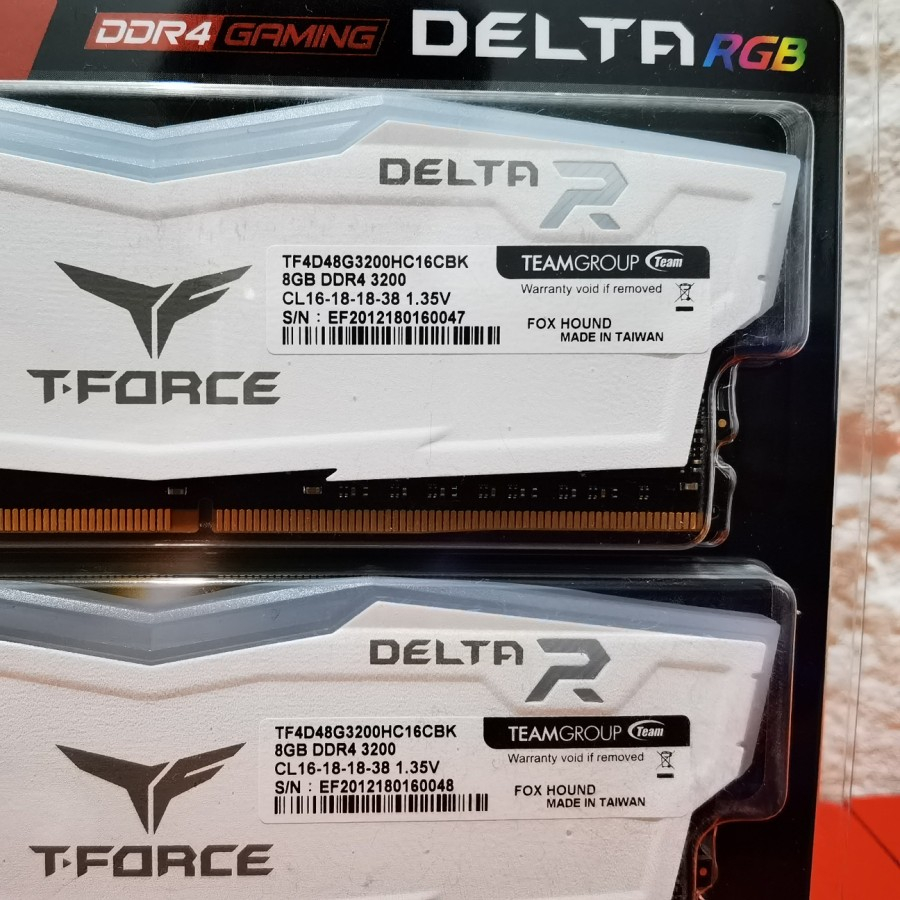 DDR4 GAMING DELTA RGB
DELTA R
TF4D48G3200HC16CBK
8GB DDR4 3200
CL16-18-18-38 1.35V
S/N : EF2012180160047
TEAMGROUP Team
Warranty void if removed
FOX HOUND
MADE IN TAIWAN
T-FORCE
DELTA R
TF4D48G3200HC16CBK
8GB DDR4 3200
CL16-18-18-38 1.35V
S/N : EF2012180160048
TEAMGROUP Team
Warranty void if removed
FOX HOUND
MADE IN TAIWAN
T-FORCE